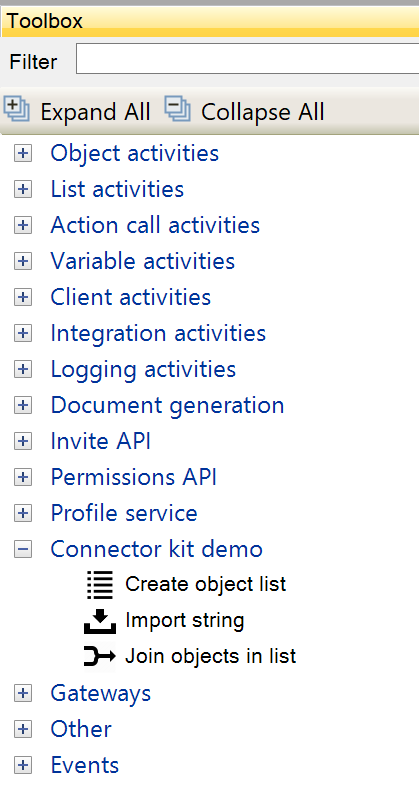 Toolbox
Filter
Expand All Collapse All
Object activities
List activities
Action call activities
Variable activities
Client activities
Integration activities
Logging activities
Document generation
Invite API
Permissions API
Profile service
Connector kit demo
Create object list
Import string
Join objects in list
Gateways
Other
Events